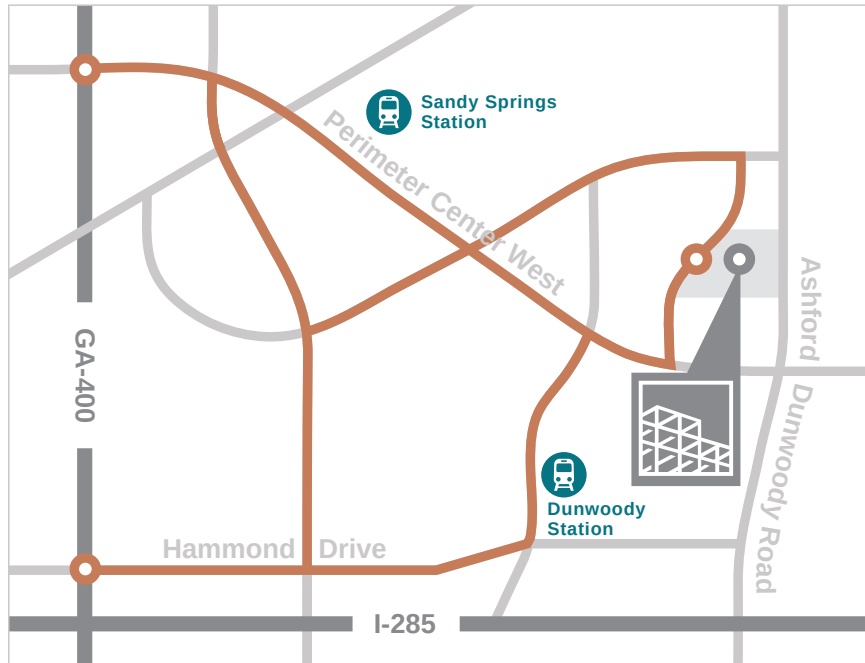 Sandy Springs
Station
Perimeter Center West
Ashford Dunwoody Road
GA-400
Dunwoody
Station
Hammond Drive
I-285